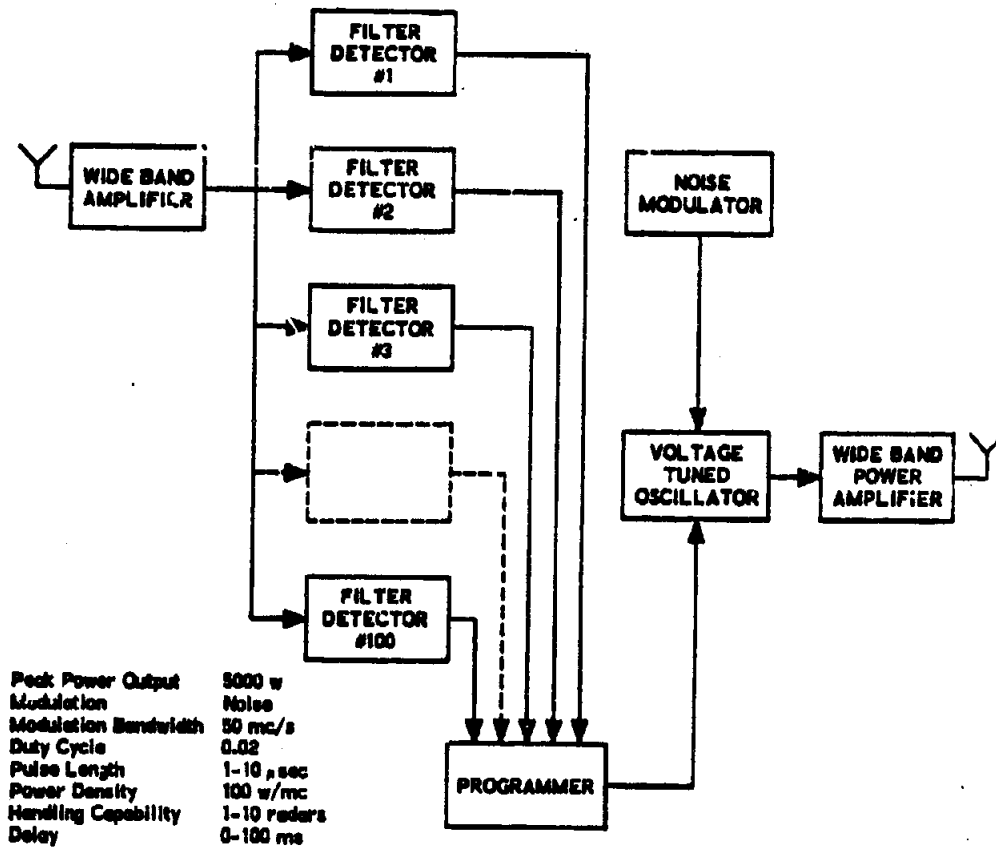 FILTER
DETECTOR
#1
WIDE BAND
AMPLIFIER
FILTER
DETECTOR
#2
NOISE
MODULATOR
FILTER
DETECTOR
#3
VOLTAGE
TUNED
OSCILLATOR
WIDE BAND
POWER
AMPLIFIER
FILTER
DETECTOR
#100
PROGRAMMER
Peak Power Output 5000 w
Modulation Noise
Modulation Bandwidth 50 mc/s
Duty Cycle 0.02
Pulse Length 1-10 μsec
Power Density 100 w/mc
Handling Capability 1-10 radars
Delay 0-100 ms